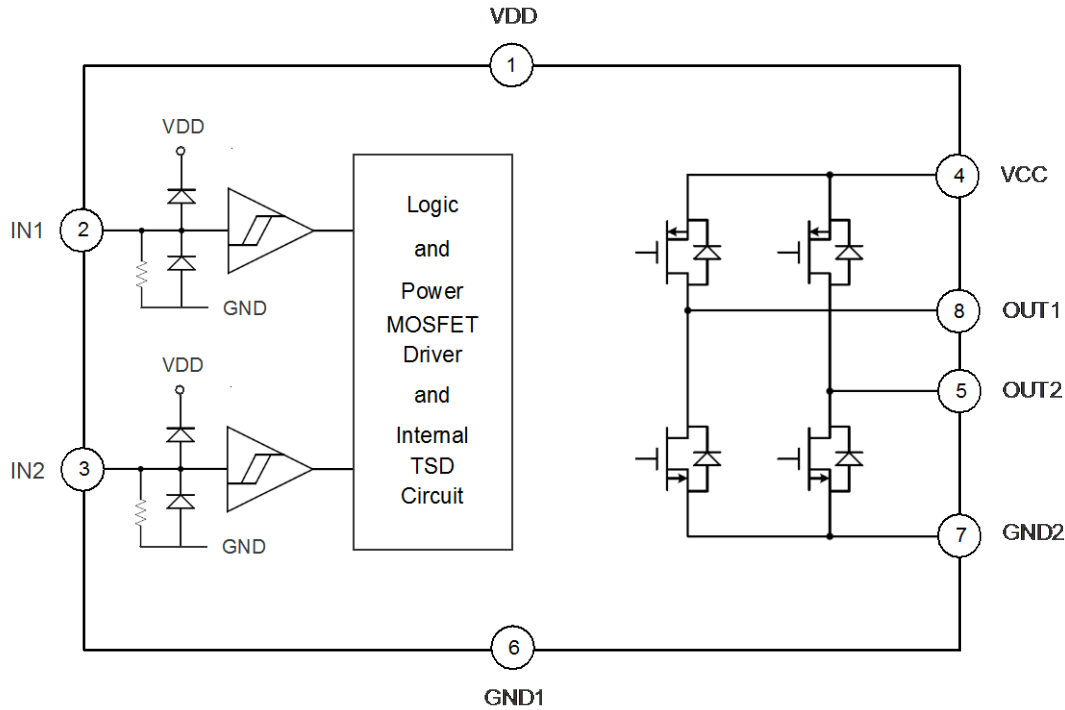 VDD
1
VDD
IN1
2
GND
Logic
and
Power
MOSFET
Driver
and
Internal
TSD
Circuit
4
VCC
8
OUT1
VDD
5
OUT2
IN2
3
GND
7
GND2
6
GND1